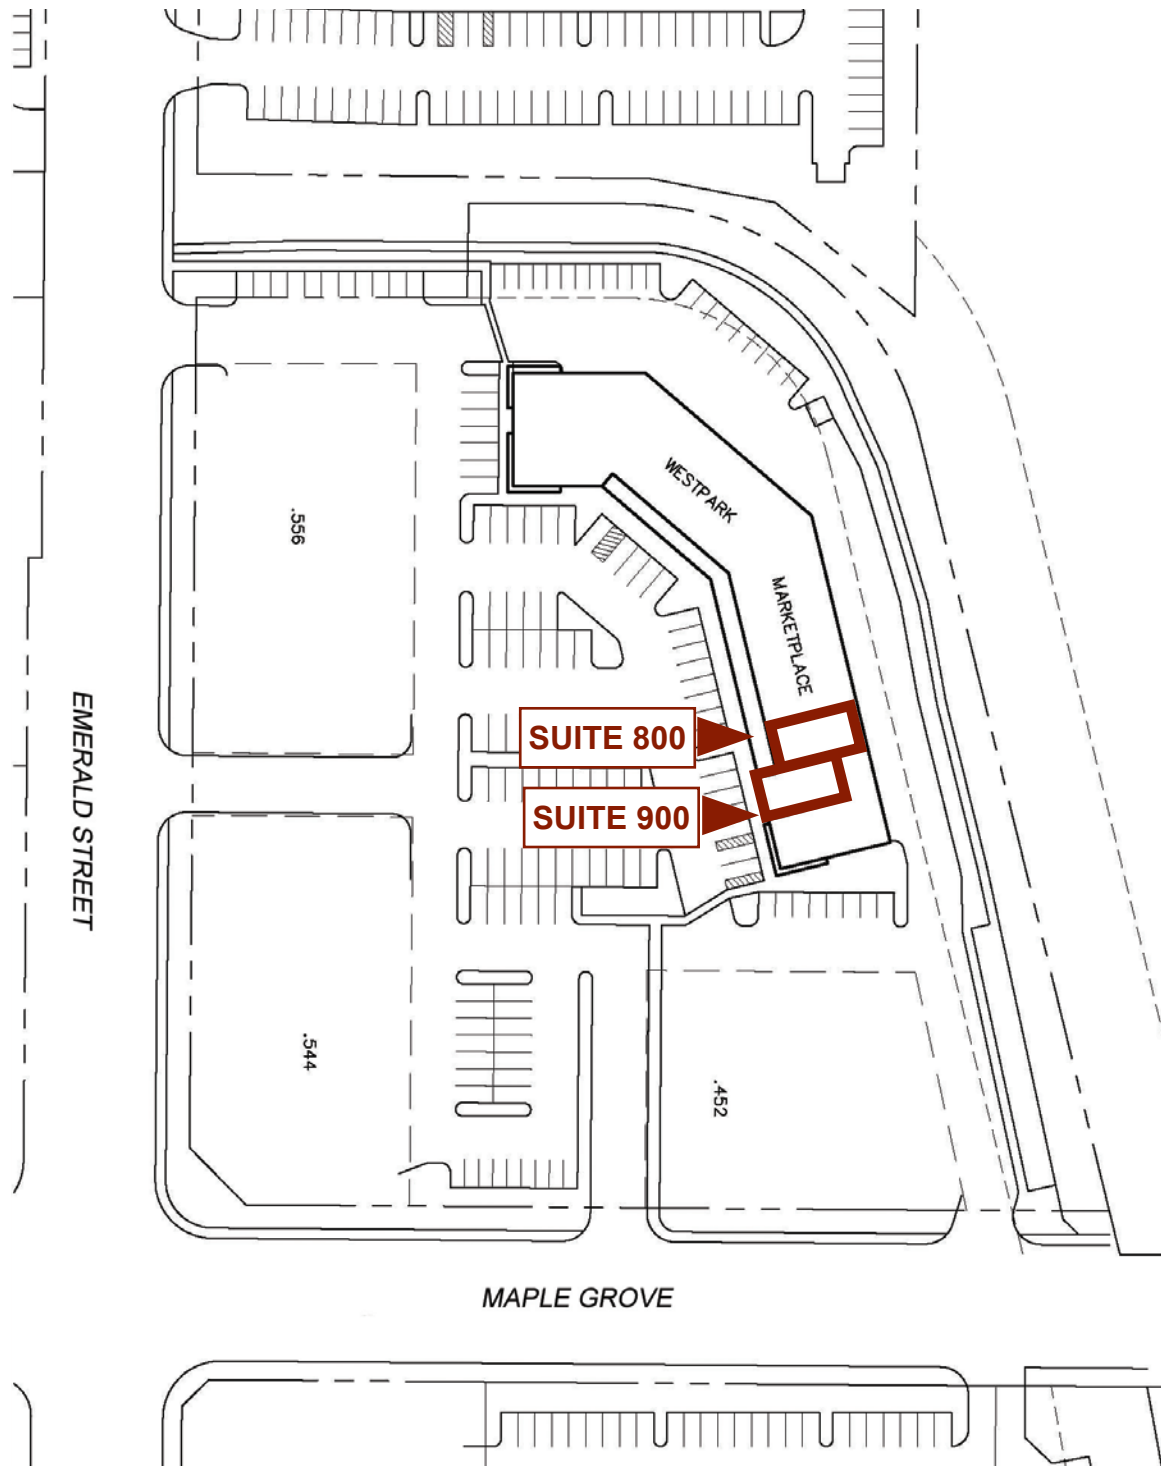 WESTPARK
MARKETPLACE
.556
SUITE 800
SUITE 900
EMERALD STREET
.544
.452
MAPLE GROVE